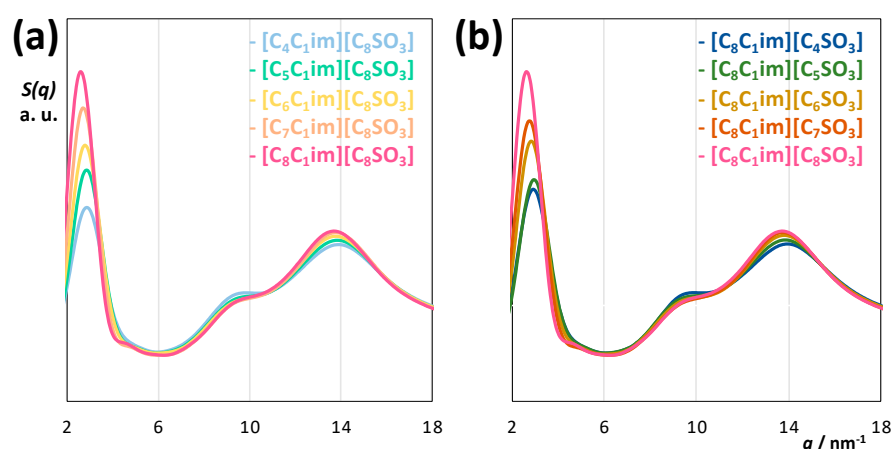 (a)
- [C₄C₁im][C₈SO₃]
- [C₅C₁im][C₈SO₃]
- [C₆C₁im][C₈SO₃]
- [C₇C₁im][C₈SO₃]
- [C₈C₁im][C₈SO₃]
S(q)
a. u.
2 6 10 14 18
(b)
- [C₈C₁im][C₄SO₃]
- [C₈C₁im][C₅SO₃]
- [C₈C₁im][C₆SO₃]
- [C₈C₁im][C₇SO₃]
- [C₈C₁im][C₈SO₃]
2 6 10 14 18
q / nm⁻¹